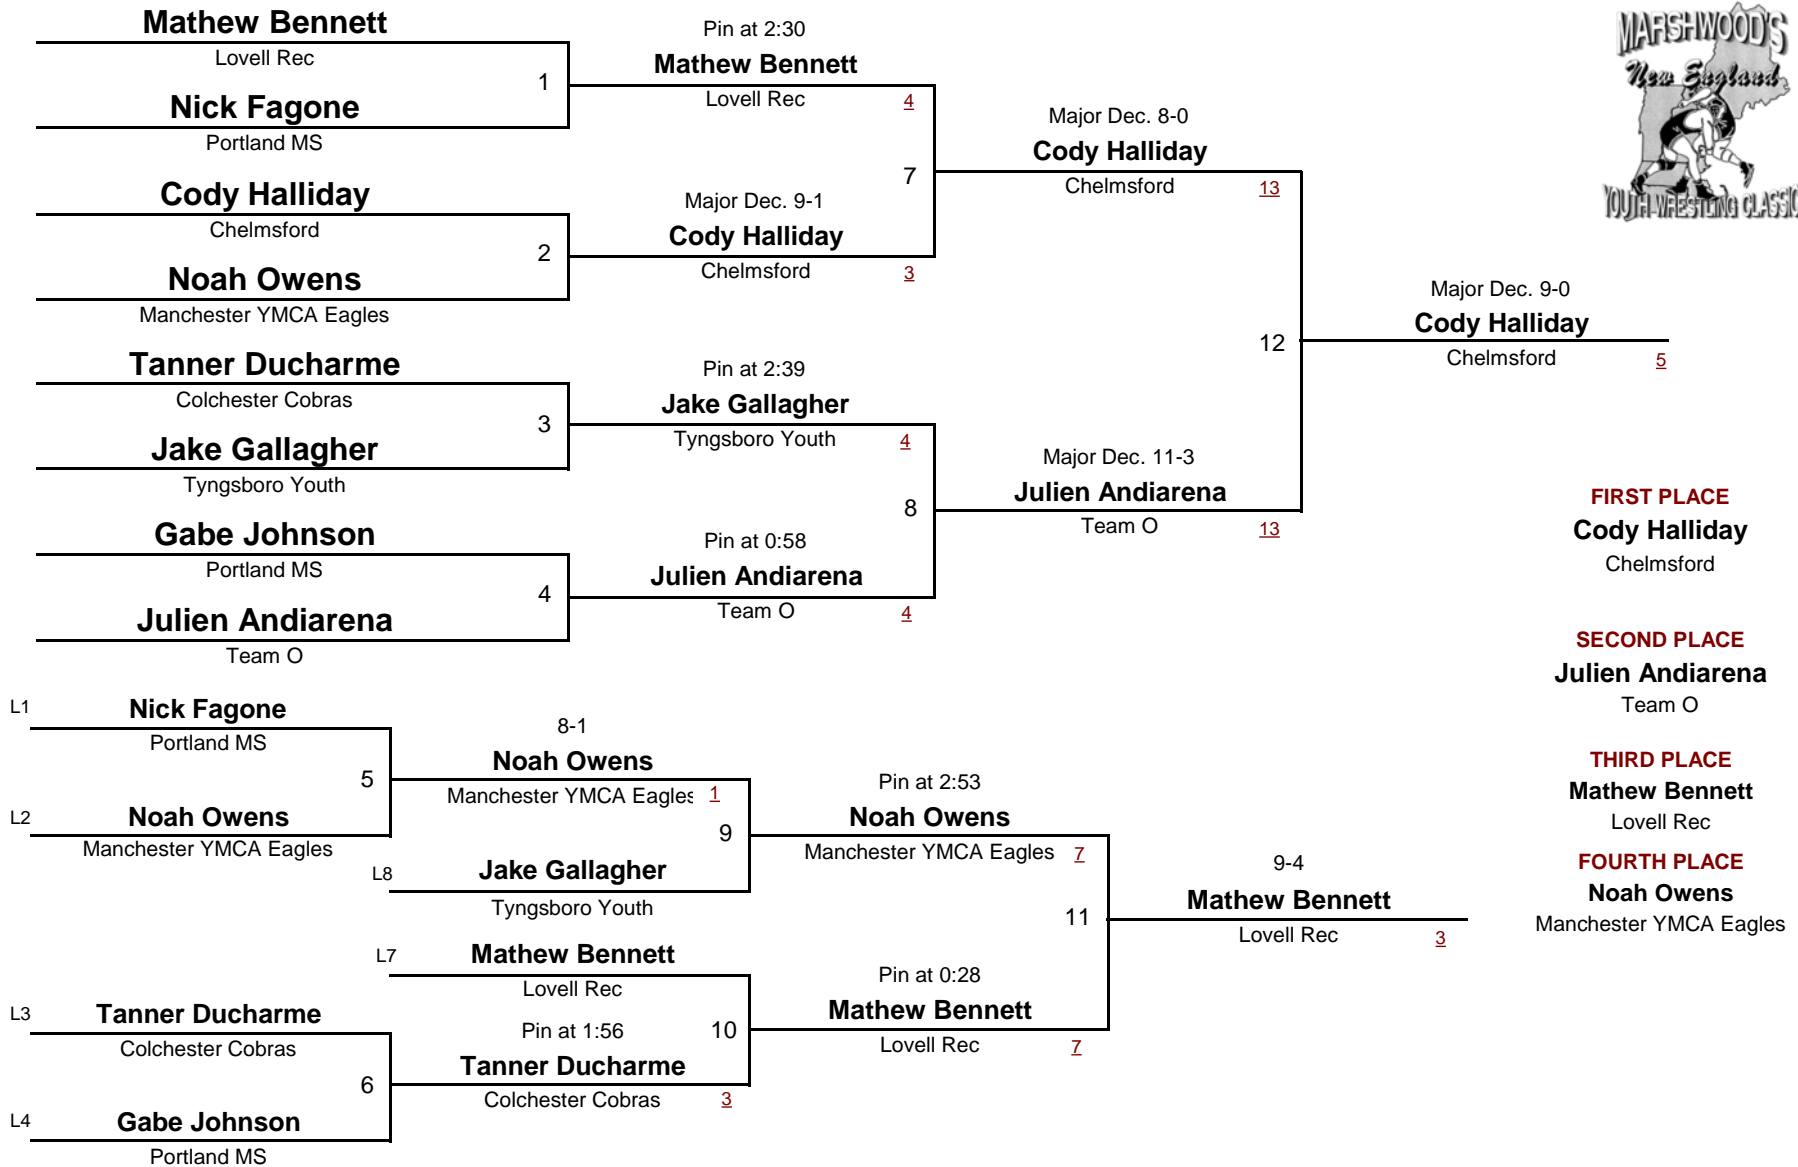 Mathew Bennett
Lovell Rec
1
Nick Fagone
Portland MS
Cody Halliday
Chelmsford
2
Noah Owens
Manchester YMCA Eagles
Tanner Ducharme
Colchester Cobras
3
Jake Gallagher
Tyngsboro Youth
Gabe Johnson
Portland MS
4
Julien Andiarena
Team O
Pin at 2:30
Mathew Bennett
Lovell Rec 4
7
Major Dec. 9-1
Cody Halliday
Chelmsford 3
Pin at 2:39
Jake Gallagher
Tyngsboro Youth 4
8
Pin at 0:58
Julien Andiarena
Team O 4
Major Dec. 8-0
Cody Halliday
Chelmsford 13
12
Major Dec. 11-3
Julien Andiarena
Team O 13
Major Dec. 9-0
Cody Halliday
Chelmsford 5
MARSHWOOD'S
New England
YOUTH WRESTLING CLASSIC
FIRST PLACE
Cody Halliday
Chelmsford
SECOND PLACE
Julien Andiarena
Team O
THIRD PLACE
Mathew Bennett
Lovell Rec
FOURTH PLACE
Noah Owens
Manchester YMCA Eagles
L1 Nick Fagone
Portland MS
5
L2 Noah Owens
Manchester YMCA Eagles
8-1
Noah Owens
Manchester YMCA Eagles 1
9
L8 Jake Gallagher
Tyngsboro Youth
L7 Mathew Bennett
Lovell Rec
10
Pin at 1:56
Tanner Ducharme
Colchester Cobras 3
L3 Tanner Ducharme
Colchester Cobras
6
L4 Gabe Johnson
Portland MS
Pin at 2:53
Noah Owens
Manchester YMCA Eagles 7
11
Pin at 0:28
Mathew Bennett
Lovell Rec 7
9-4
Mathew Bennett
Lovell Rec 3